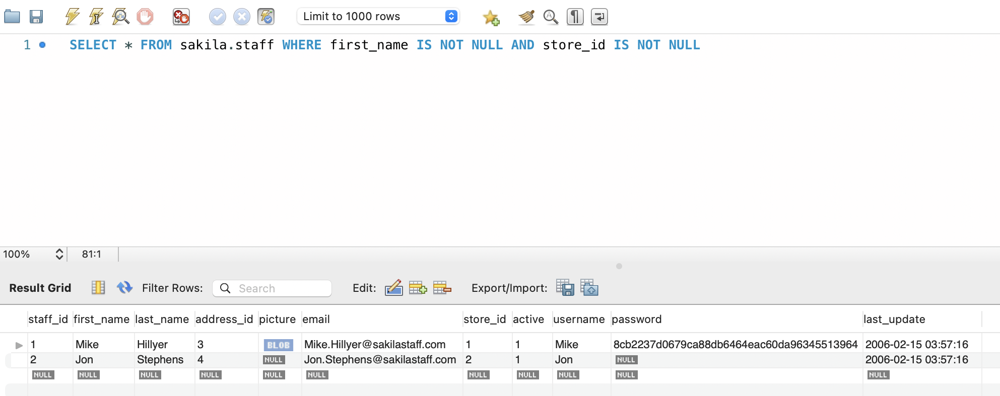 Limit to 1000 rows
1 SELECT * FROM sakila.staff WHERE first_name IS NOT NULL AND store_id IS NOT NULL
100% 81:1
Result Grid Filter Rows: Search Edit: Export/Import:
staff_id first_name last_name address_id picture email store_id active username password last_update
1 Mike Hillyer 3 BLOB Mike.Hillyer@sakilastaff.com 1 1 Mike 8cb2237d0679ca88db6464eac60da96345513964 2006-02-15 03:57:16
2 Jon Stephens 4 NULL Jon.Stephens@sakilastaff.com 2 1 Jon NULL 2006-02-15 03:57:16
NULL NULL NULL NULL NULL NULL NULL NULL NULL NULL NULL